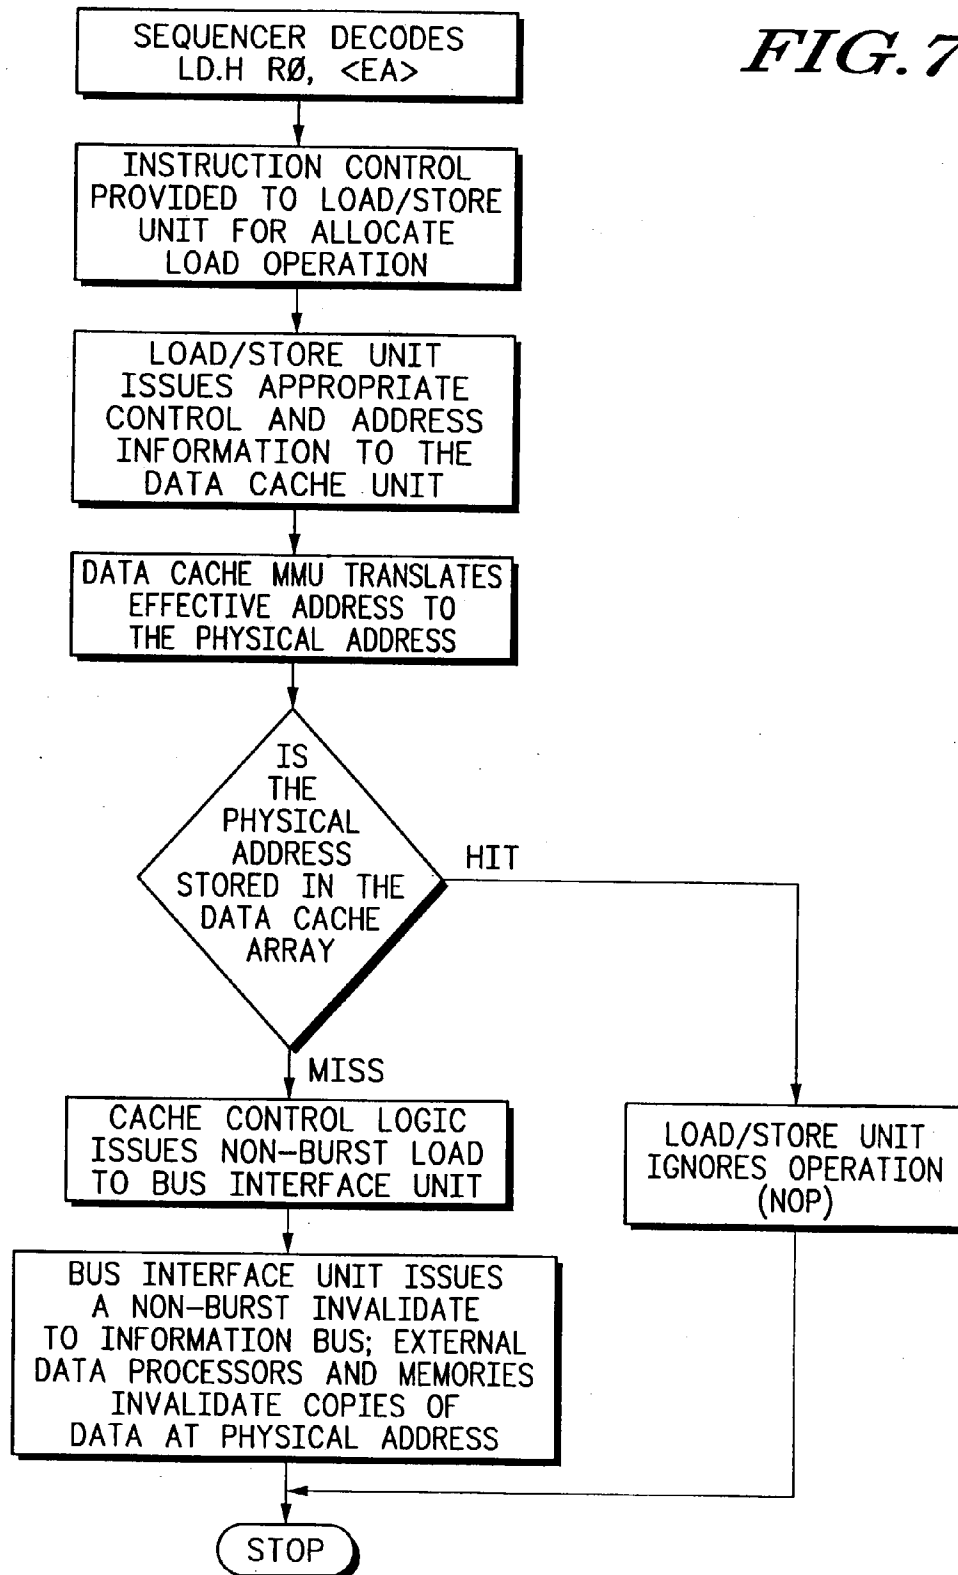 FIG. 7
SEQUENCER DECODES
LD.H RØ, <EA>
INSTRUCTION CONTROL
PROVIDED TO LOAD/STORE
UNIT FOR ALLOCATE
LOAD OPERATION
LOAD/STORE UNIT
ISSUES APPROPRIATE
CONTROL AND ADDRESS
INFORMATION TO THE
DATA CACHE UNIT
DATA CACHE MMU TRANSLATES
EFFECTIVE ADDRESS TO
THE PHYSICAL ADDRESS
IS
THE
PHYSICAL
ADDRESS
STORED IN THE
DATA CACHE
ARRAY
HIT
MISS
CACHE CONTROL LOGIC
ISSUES NON-BURST LOAD
TO BUS INTERFACE UNIT
LOAD/STORE UNIT
IGNORES OPERATION
(NOP)
BUS INTERFACE UNIT ISSUES
A NON-BURST INVALIDATE
TO INFORMATION BUS; EXTERNAL
DATA PROCESSORS AND MEMORIES
INVALIDATE COPIES OF
DATA AT PHYSICAL ADDRESS
STOP